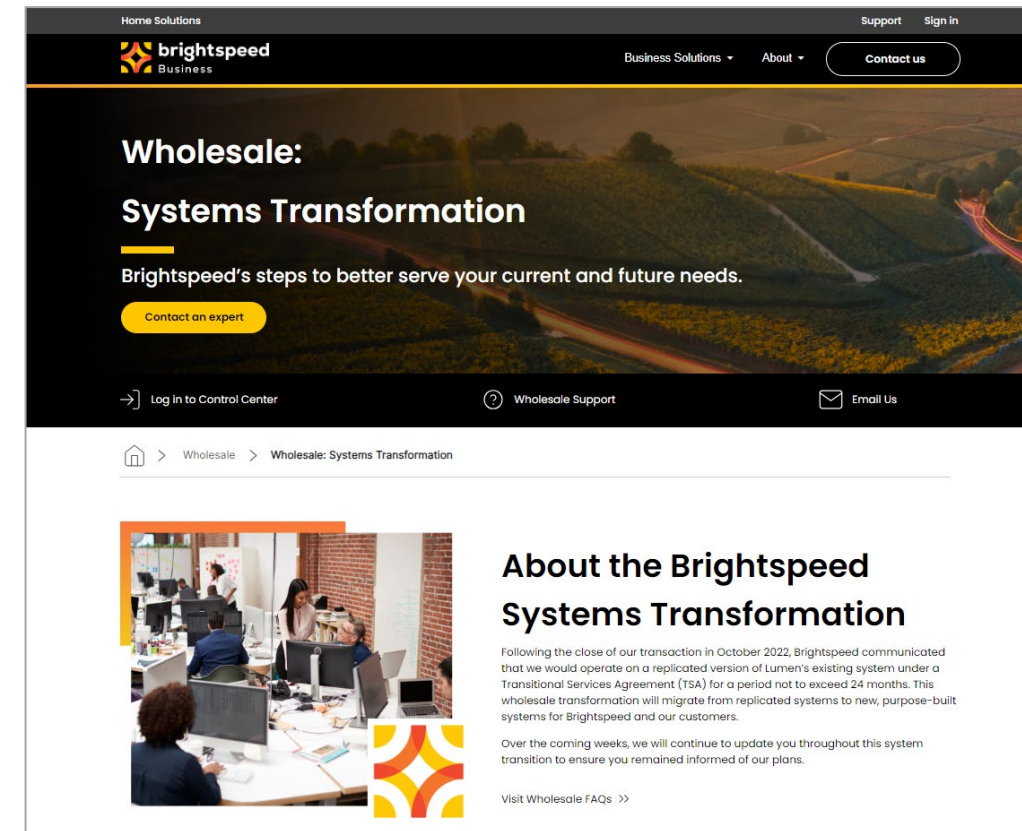 Home Solutions
Support
Sign in
brightspeed
Business
Business Solutions
About
Contact us
Wholesale:
Systems Transformation
Brightspeed's steps to better serve your current and future needs.
Contact an expert
Log in to Control Center
Wholesale Support
Email Us
> Wholesale > Wholesale: Systems Transformation
About the Brightspeed
Systems Transformation
Following the close of our transaction in October 2022, Brightspeed communicated
that we would operate on a replicated version of Lumen's existing system under a
Transitional Services Agreement (TSA) for a period not to exceed 24 months. This
wholesale transformation will migrate from replicated systems to new, purpose-built
systems for Brightspeed and our customers.
Over the coming weeks, we will continue to update you throughout this system
transition to ensure you remained informed of our plans.
Visit Wholesale FAQs >>